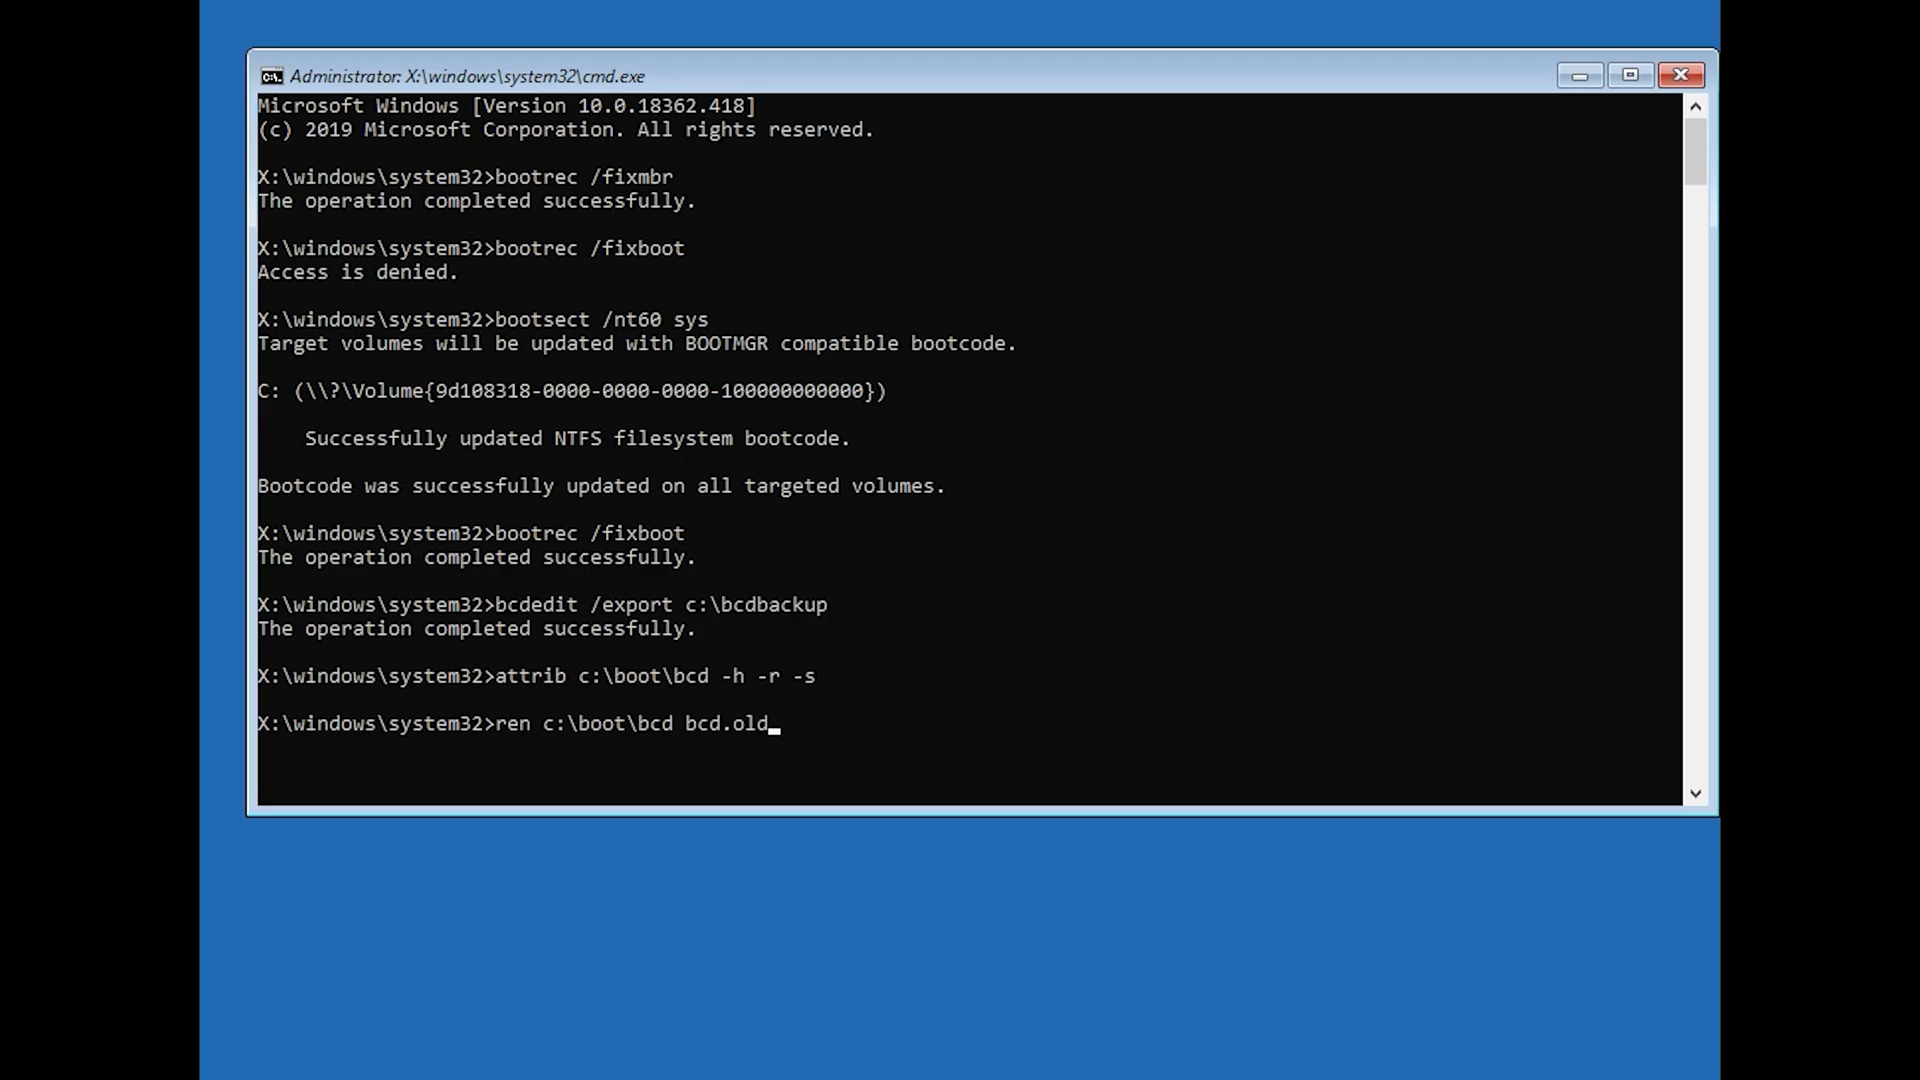 Administrator: X:\windows\system32\cmd.exe
Microsoft Windows [Version 10.0.18362.418]
(c) 2019 Microsoft Corporation. All rights reserved.
X:\windows\system32>bootrec /fixmbr
The operation completed successfully.
X:\windows\system32>bootrec /fixboot
Access is denied.
X:\windows\system32>bootsect /nt60 sys
Target volumes will be updated with BOOTMGR compatible bootcode.
C: (\\?\Volume{9d108318-0000-0000-0000-100000000000})
Successfully updated NTFS filesystem bootcode.
Bootcode was successfully updated on all targeted volumes.
X:\windows\system32>bootrec /fixboot
The operation completed successfully.
X:\windows\system32>bcdedit /export c:\bcdbackup
The operation completed successfully.
X:\windows\system32>attrib c:\boot\bcd -h -r -s
X:\windows\system32>ren c:\boot\bcd bcd.old